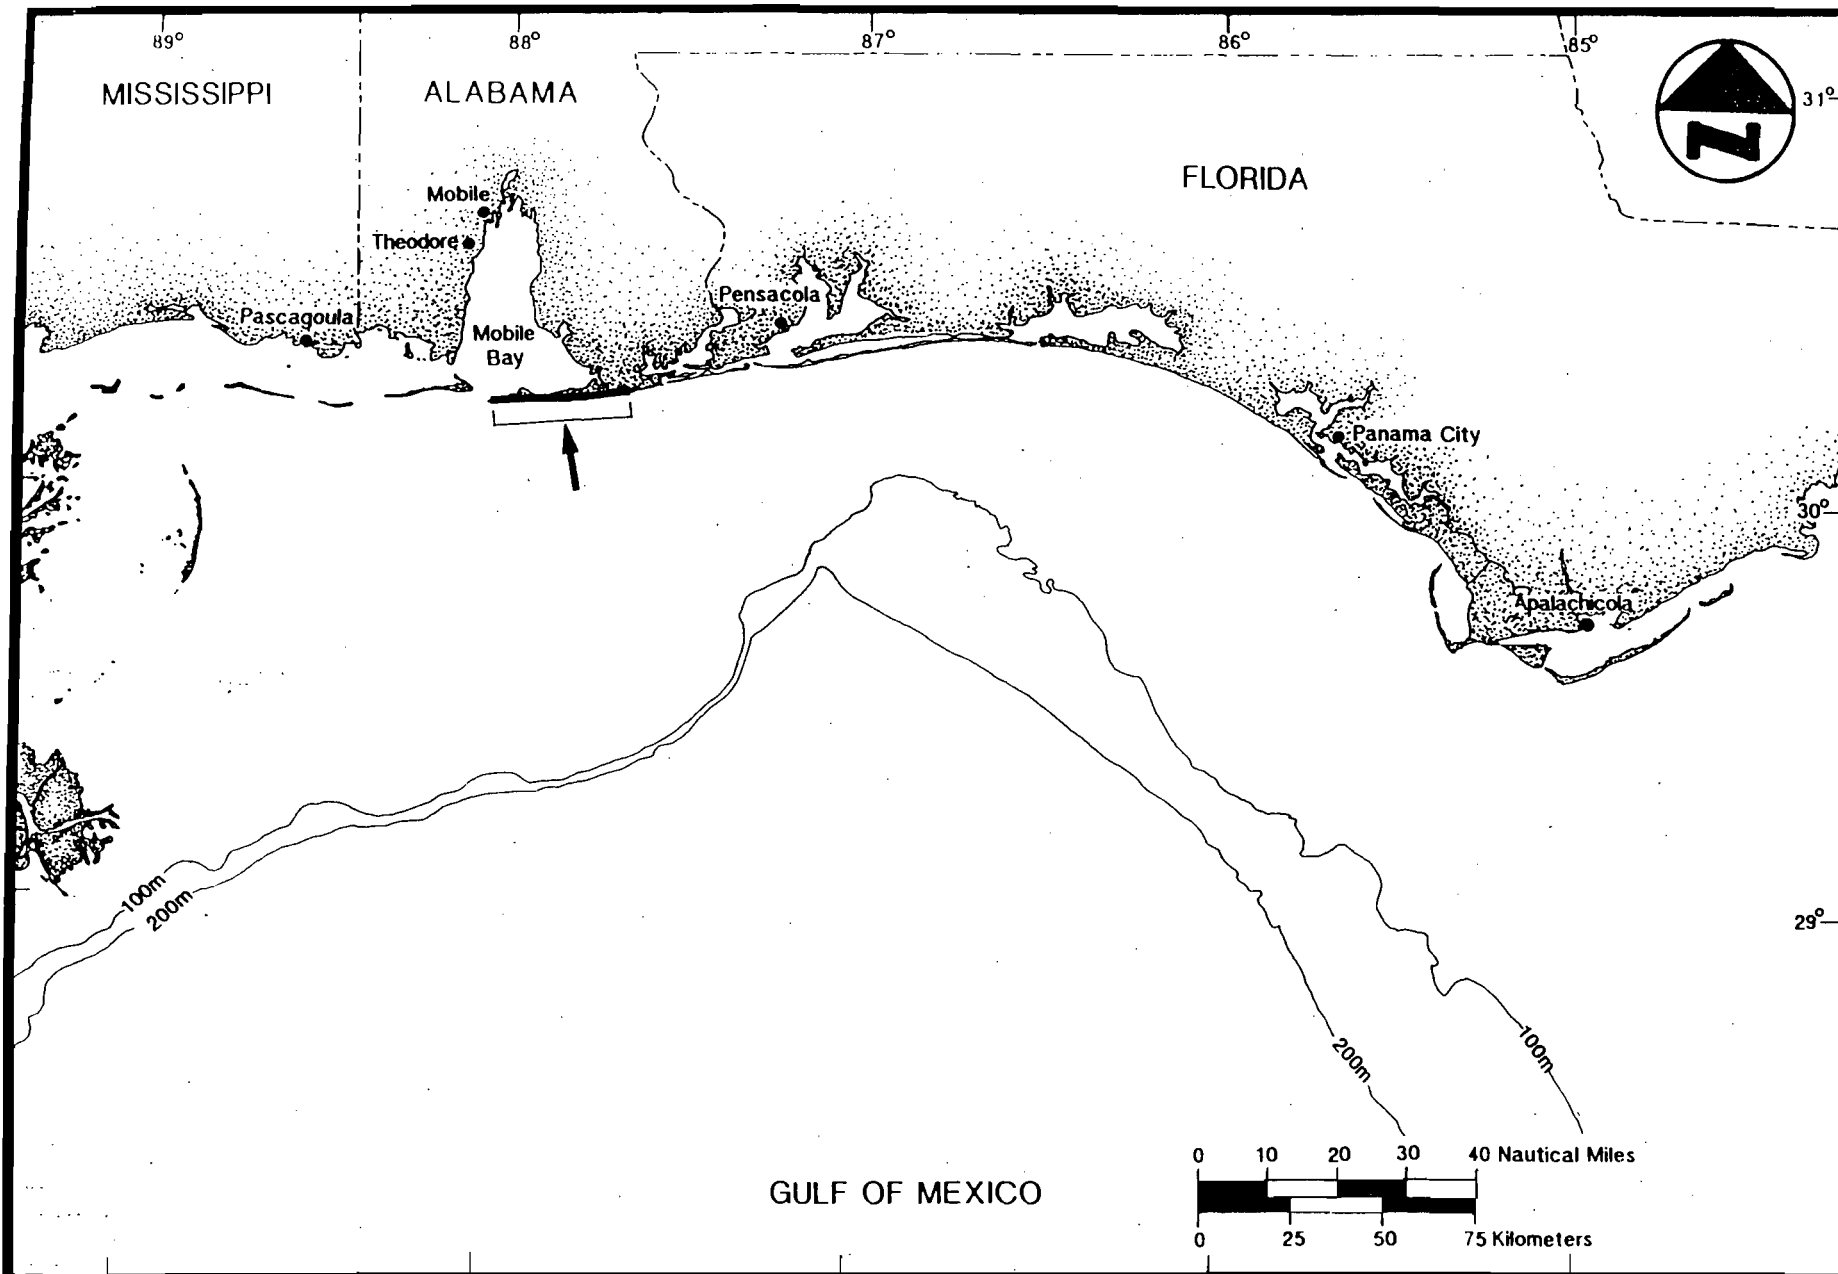 89° 88° 87° 86° 85°
MISSISSIPPI ALABAMA
31°
N
FLORIDA
Mobile
Theodore
Pensacola
Pascagoula
Mobile
Bay
Panama City
30°
Apalachicola
100m
200m
29°
200m
100m
0 10 20 30 40 Nautical Miles
GULF OF MEXICO
0 25 50 75 Kilometers